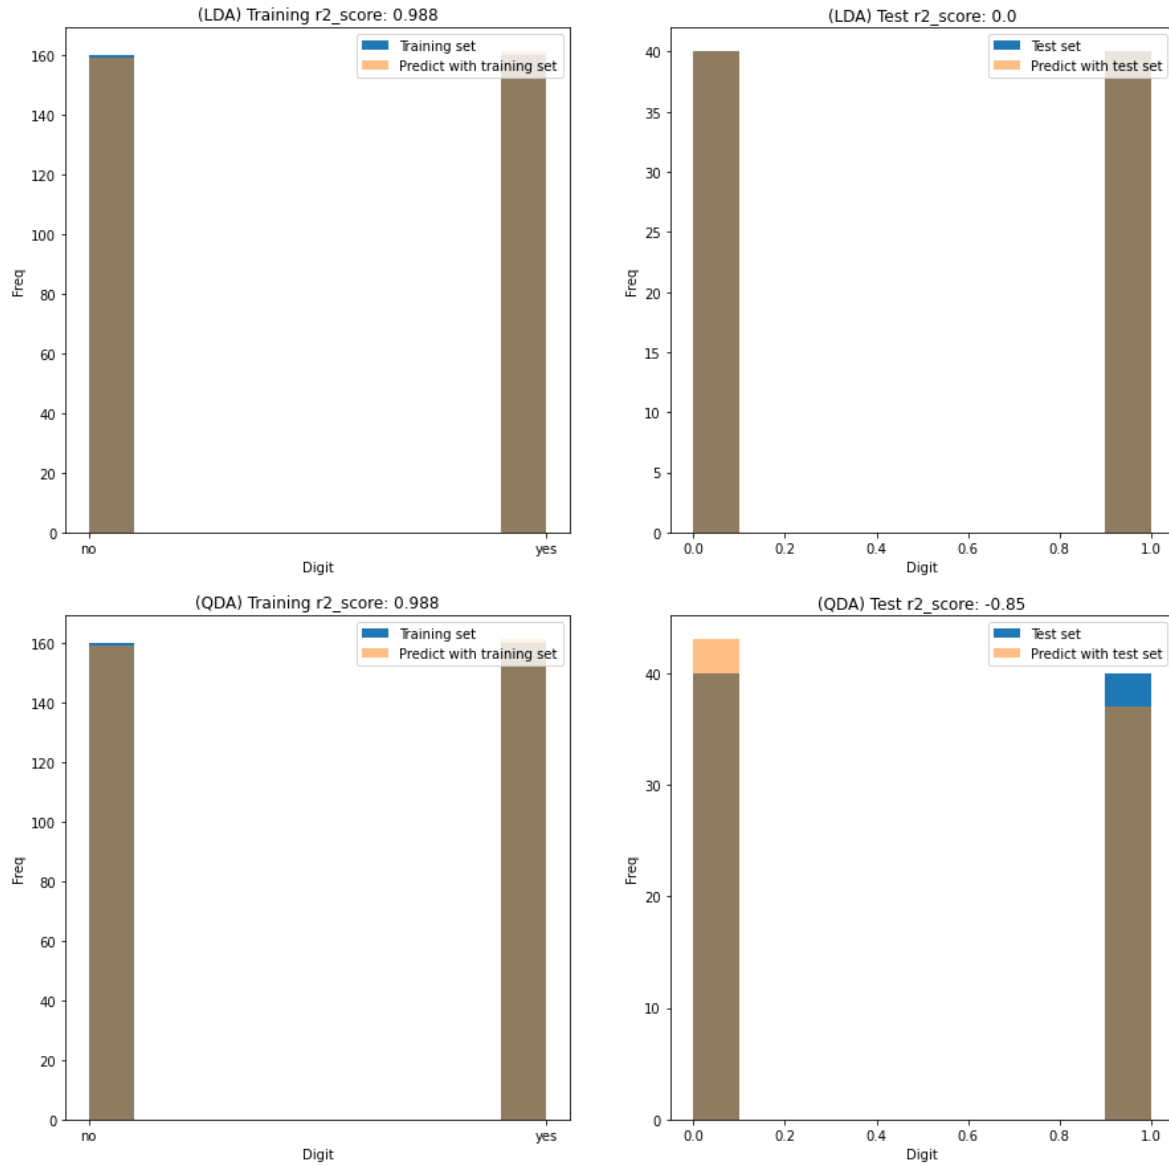 (LDA) Training r2_score: 0.988
Training set
Predict with training set
160
140
120
100
80
60
40
20
0
Freq
no
yes
Digit
(LDA) Test r2_score: 0.0
Test set
Predict with test set
40
35
30
25
20
15
10
5
0
Freq
0.0
0.2
0.4
0.6
0.8
1.0
Digit
(QDA) Training r2_score: 0.988
Training set
Predict with training set
160
140
120
100
80
60
40
20
0
Freq
no
yes
Digit
(QDA) Test r2_score: -0.85
Test set
Predict with test set
40
30
20
10
0
Freq
0.0
0.2
0.4
0.6
0.8
1.0
Digit